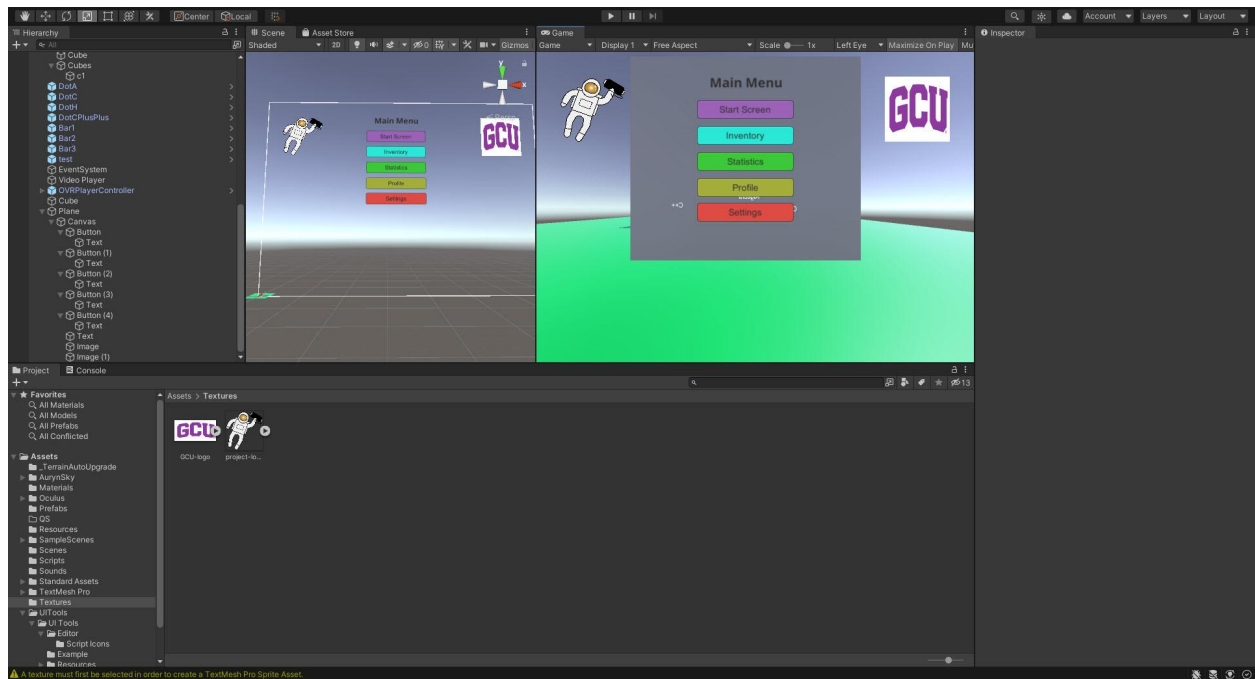 Center Local Account Layers Layout
Hierarchy
All
Cube
Cubes
c1
DotA
DotC
DotH
DotCPlusPlus
Bar1
Bar2
Bar3
test
EventSystem
Video Player
OVRPlayerController
Cube
Plane
Canvas
Button
Text
Button (1)
Text
Button (2)
Text
Button (3)
Text
Button (4)
Text
Text
Image
Image (1)
Scene Asset Store
Shaded 2D 0 Gizmos
y
x
Persp
Main Menu
Start Screen
Inventory
Statistics
Profile
Settings
GCU
Game
Game Display 1 Free Aspect Scale 1x Left Eye Maximize On Play Mu
Main Menu
Start Screen
Inventory
Statistics
Profile
Settings
C++
GCU
Inspector
Project Console
13
Favorites
All Materials
All Models
All Prefabs
All Conflicted
Assets
_TerrainAutoUpgrade
AurynSky
Materials
Oculus
Prefabs
QS
Resources
SampleScenes
Scenes
Scripts
Sounds
Standard Assets
TextMesh Pro
Textures
UITools
UI Tools
Editor
Script Icons
Example
Resources
Assets > Textures
GCU
GCU-logo project-lo...
A texture must first be selected in order to create a TextMesh Pro Sprite Asset.